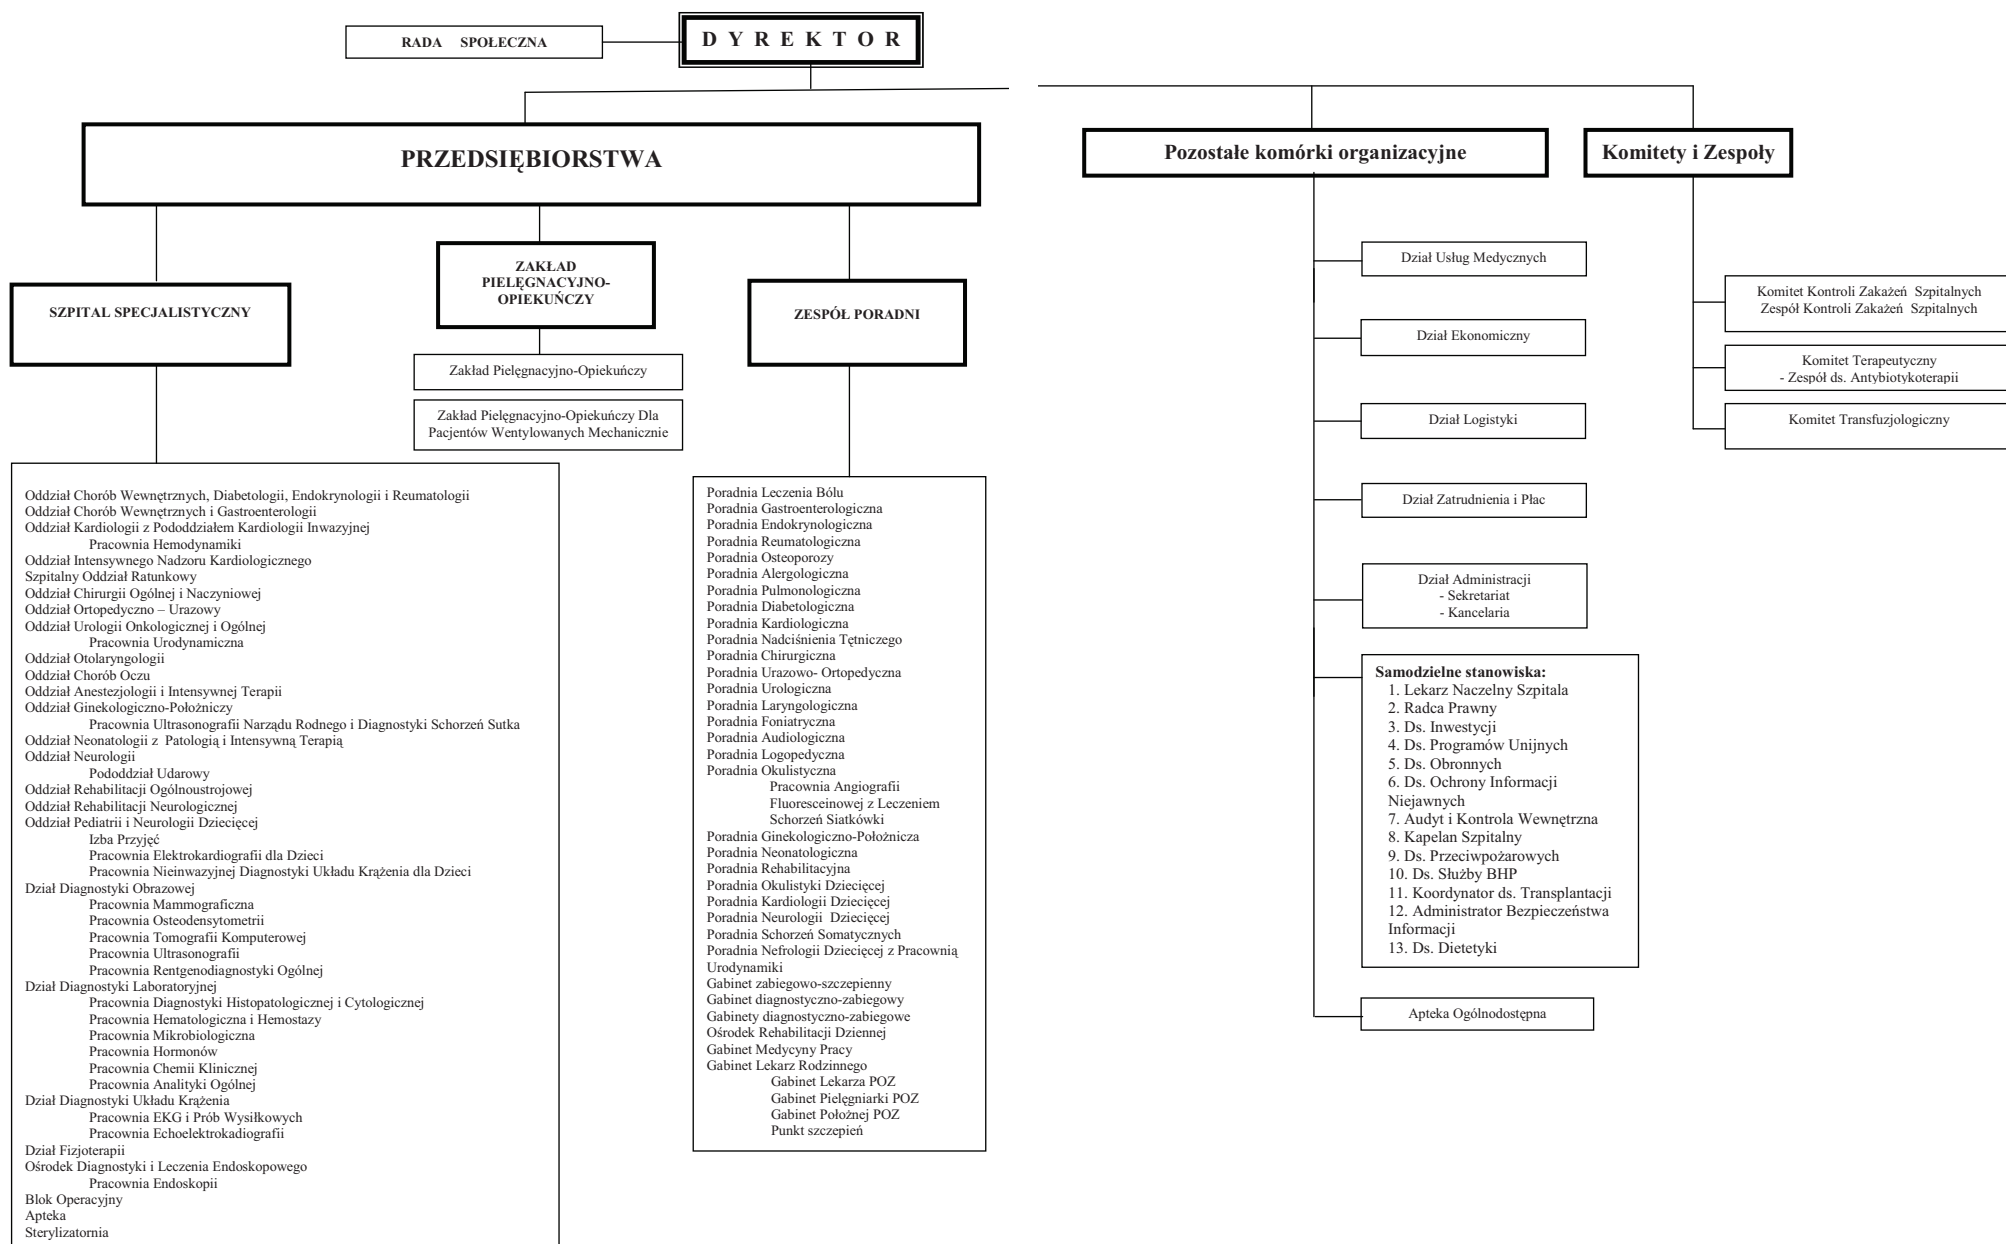 RADA SPOŁECZNA
D Y R E K T O R
PRZEDSIĘBIORSTWA
SZPITAL SPECJALISTYCZNY
Oddział Chorób Wewnętrznych, Diabetologii, Endokrynologii i Reumatologii
Oddział Chorób Wewnętrznych i Gastroenterologii
Oddział Kardiologii z Pododdziałem Kardiologii Inwazyjnej
Pracownia Hemodynamiki
Oddział Intensywnego Nadzoru Kardiologicznego
Szpitalny Oddział Ratunkowy
Oddział Chirurgii Ogólnej i Naczyniowej
Oddział Ortopedyczno – Urazowy
Oddział Urologii Onkologicznej i Ogólnej
Pracownia Urodynamiczna
Oddział Otolaryngologii
Oddział Chorób Oczu
Oddział Anestezjologii i Intensywnej Terapii
Oddział Ginekologiczno-Położniczy
Pracownia Ultrasonografii Narządu Rodnego i Diagnostyki Schorzeń Sutka
Oddział Neonatologii z Patologią i Intensywną Terapią
Oddział Neurologii
Pododdział Udarowy
Oddział Rehabilitacji Ogólnoustrojowej
Oddział Rehabilitacji Neurologicznej
Oddział Pediatrii i Neurologii Dziecięcej
Izba Przyjęć
Pracownia Elektrokardiografii dla Dzieci
Pracownia Nieinwazyjnej Diagnostyki Układu Krążenia dla Dzieci
Dział Diagnostyki Obrazowej
Pracownia Mammograficzna
Pracownia Osteodensytometrii
Pracownia Tomografii Komputerowej
Pracownia Ultrasonografii
Pracownia Rentgenodiagnostyki Ogólnej
Dział Diagnostyki Laboratoryjnej
Pracownia Diagnostyki Histopatologicznej i Cytologicznej
Pracownia Hematologiczna i Hemostazy
Pracownia Mikrobiologiczna
Pracownia Hormonów
Pracownia Chemii Klinicznej
Pracownia Analityki Ogólnej
Dział Diagnostyki Układu Krążenia
Pracownia EKG i Prób Wysiłkowych
Pracownia Echoelektrokadiografii
Dział Fizjoterapii
Ośrodek Diagnostyki i Leczenia Endoskopowego
Pracownia Endoskopii
Blok Operacyjny
Apteka
Sterylizatornia
ZAKŁAD
PIELĘGNACYJNO-
OPIEKUŃCZY
Zakład Pielęgnacyjno-Opiekuńczy
Zakład Pielęgnacyjno-Opiekuńczy Dla
Pacjentów Wentylowanych Mechanicznie
ZESPÓŁ PORADNI
Poradnia Leczenia Bólu
Poradnia Gastroenterologiczna
Poradnia Endokrynologiczna
Poradnia Reumatologiczna
Poradnia Osteoporozy
Poradnia Alergologiczna
Poradnia Pulmonologiczna
Poradnia Diabetologiczna
Poradnia Kardiologiczna
Poradnia Nadciśnienia Tętniczego
Poradnia Chirurgiczna
Poradnia Urazowo- Ortopedyczna
Poradnia Urologiczna
Poradnia Laryngologiczna
Poradnia Foniatryczna
Poradnia Audiologiczna
Poradnia Logopedyczna
Poradnia Okulistyczna
Pracownia Angiografii
Fluoresceinowej z Leczeniem
Schorzeń Siatkówki
Poradnia Ginekologiczno-Położnicza
Poradnia Neonatologiczna
Poradnia Rehabilitacyjna
Poradnia Okulistyki Dziecięcej
Poradnia Kardiologii Dziecięcej
Poradnia Neurologii Dziecięcej
Poradnia Schorzeń Somatycznych
Poradnia Nefrologii Dziecięcej z Pracownią
Urodynamiki
Gabinet zabiegowo-szczepienny
Gabinet diagnostyczno-zabiegowy
Gabinety diagnostyczno-zabiegowe
Ośrodek Rehabilitacji Dziennej
Gabinet Medycyny Pracy
Gabinet Lekarz Rodzinnego
Gabinet Lekarza POZ
Gabinet Pielęgniarki POZ
Gabinet Położnej POZ
Punkt szczepień
Pozostałe komórki organizacyjne
Dział Usług Medycznych
Dział Ekonomiczny
Dział Logistyki
Dział Zatrudnienia i Płac
Dział Administracji
- Sekretariat
- Kancelaria
Samodzielne stanowiska:
1. Lekarz Naczelny Szpitala
2. Radca Prawny
3. Ds. Inwestycji
4. Ds. Programów Unijnych
5. Ds. Obronnych
6. Ds. Ochrony Informacji
Niejawnych
7. Audyt i Kontrola Wewnętrzna
8. Kapelan Szpitalny
9. Ds. Przeciwpożarowych
10. Ds. Służby BHP
11. Koordynator ds. Transplantacji
12. Administrator Bezpieczeństwa
Informacji
13. Ds. Dietetyki
Apteka Ogólnodostępna
Komitety i Zespoły
Komitet Kontroli Zakażeń Szpitalnych
Zespół Kontroli Zakażeń Szpitalnych
Komitet Terapeutyczny
- Zespół ds. Antybiotykoterapii
Komitet Transfuzjologiczny